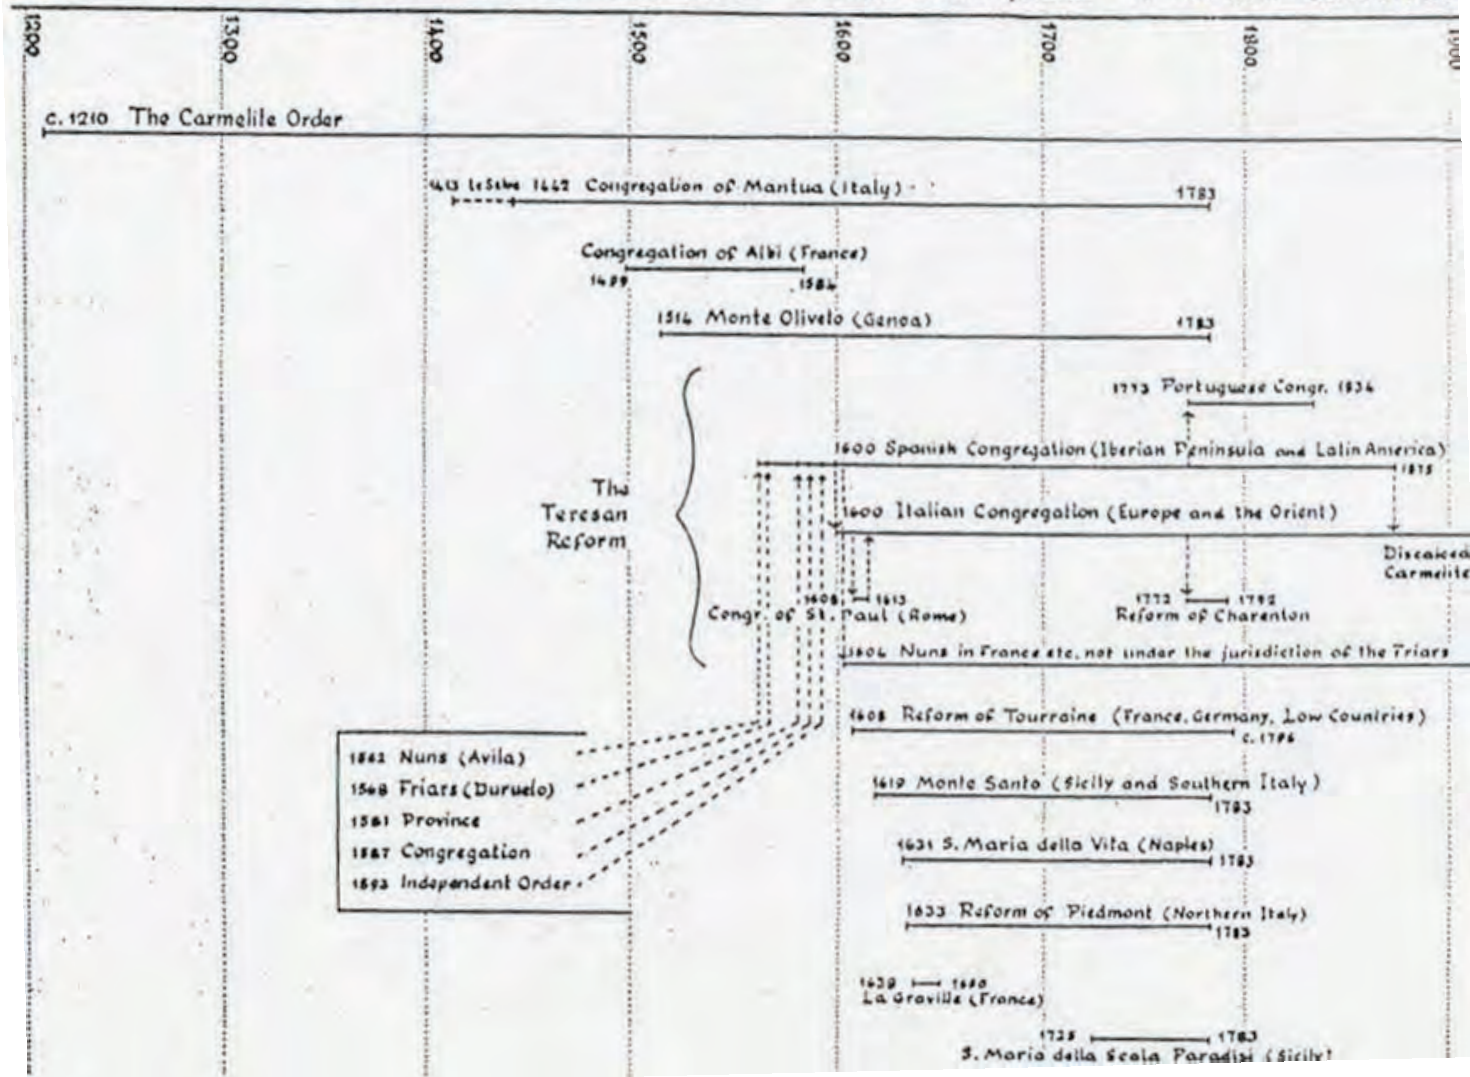 1200 1300 1400 1500 1600 1700 1800 1900
c. 1210 The Carmelite Order
1413 1442 Congregation of Mantua (Italy) 1783
Congregation of Albi (France)
1499 1584
1514 Monte Oliveto (Genoa) 1783
1773 Portuguese Congr. 1834
1600 Spanish Congregation (Iberian Peninsula and Latin America)
1875
The
Teresan
Reform
1600 Italian Congregation (Europe and the Orient)
Discalced
Carmelite
1608 1613
Congr. of St. Paul (Rome)
1772 1792
Reform of Charenton
1604 Nuns in France etc. not under the jurisdiction of the Friars
1608 Reform of Tourraine (France, Germany, Low Countries)
c. 1796
1562 Nuns (Avila)
1568 Friars (Duruelo)
1581 Province
1587 Congregation
1593 Independent Order
1619 Monte Santo (Sicily and Southern Italy)
1783
1631 S. Maria della Vita (Naples)
1783
1633 Reform of Piedmont (Northern Italy)
1783
La Graville (France)
1783
S. Maria della Scala Paradisi (Sicily)